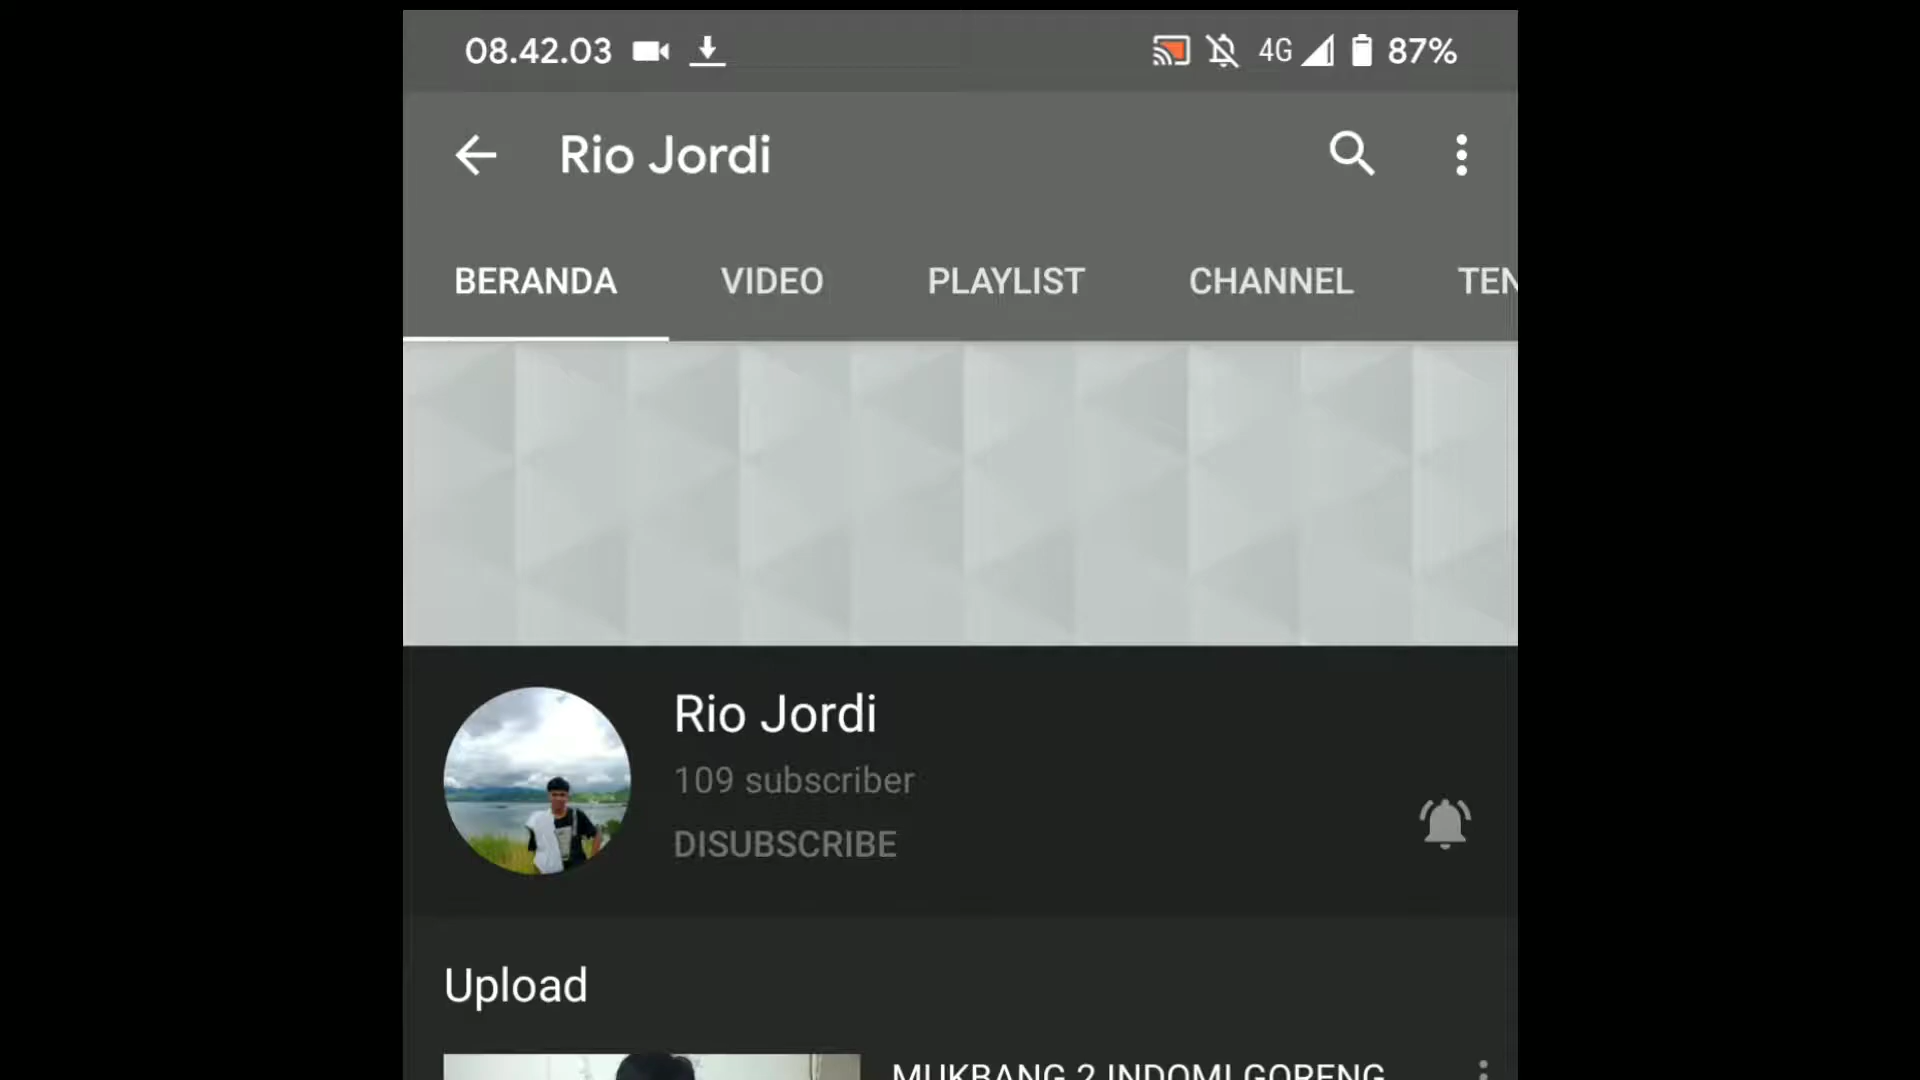 08.42.03 4G 87%
Rio Jordi
BERANDA VIDEO PLAYLIST CHANNEL TEN
Rio Jordi
109 subscriber
DISUBSCRIBE
Upload
MUKBANG 2 INDOMI GORENG